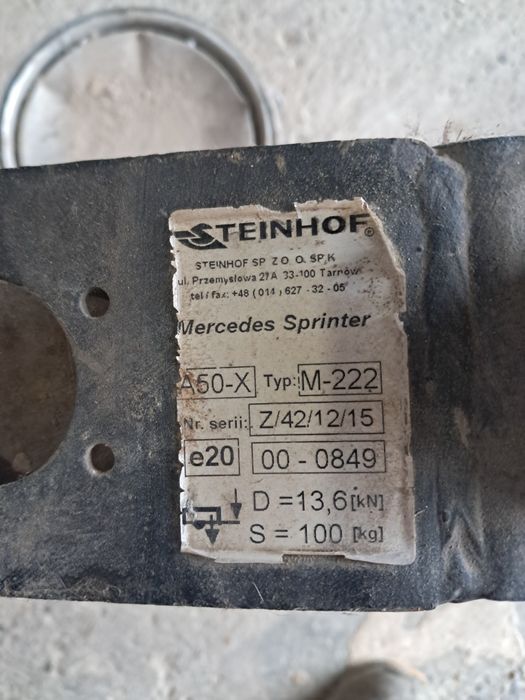 STEINHOF®
STEINHOF SP. Z O. O. SP.K
ul. Przemysłowa 27A 33-100 Tarnów
tel / fax: +48 ( 014 ) 627 - 32 - 05
Mercedes Sprinter
A50-X Typ: M-222
Nr. serii: Z/42/12/15
e20 00 - 0849
D = 13,6 [kN]
S = 100 [kg]